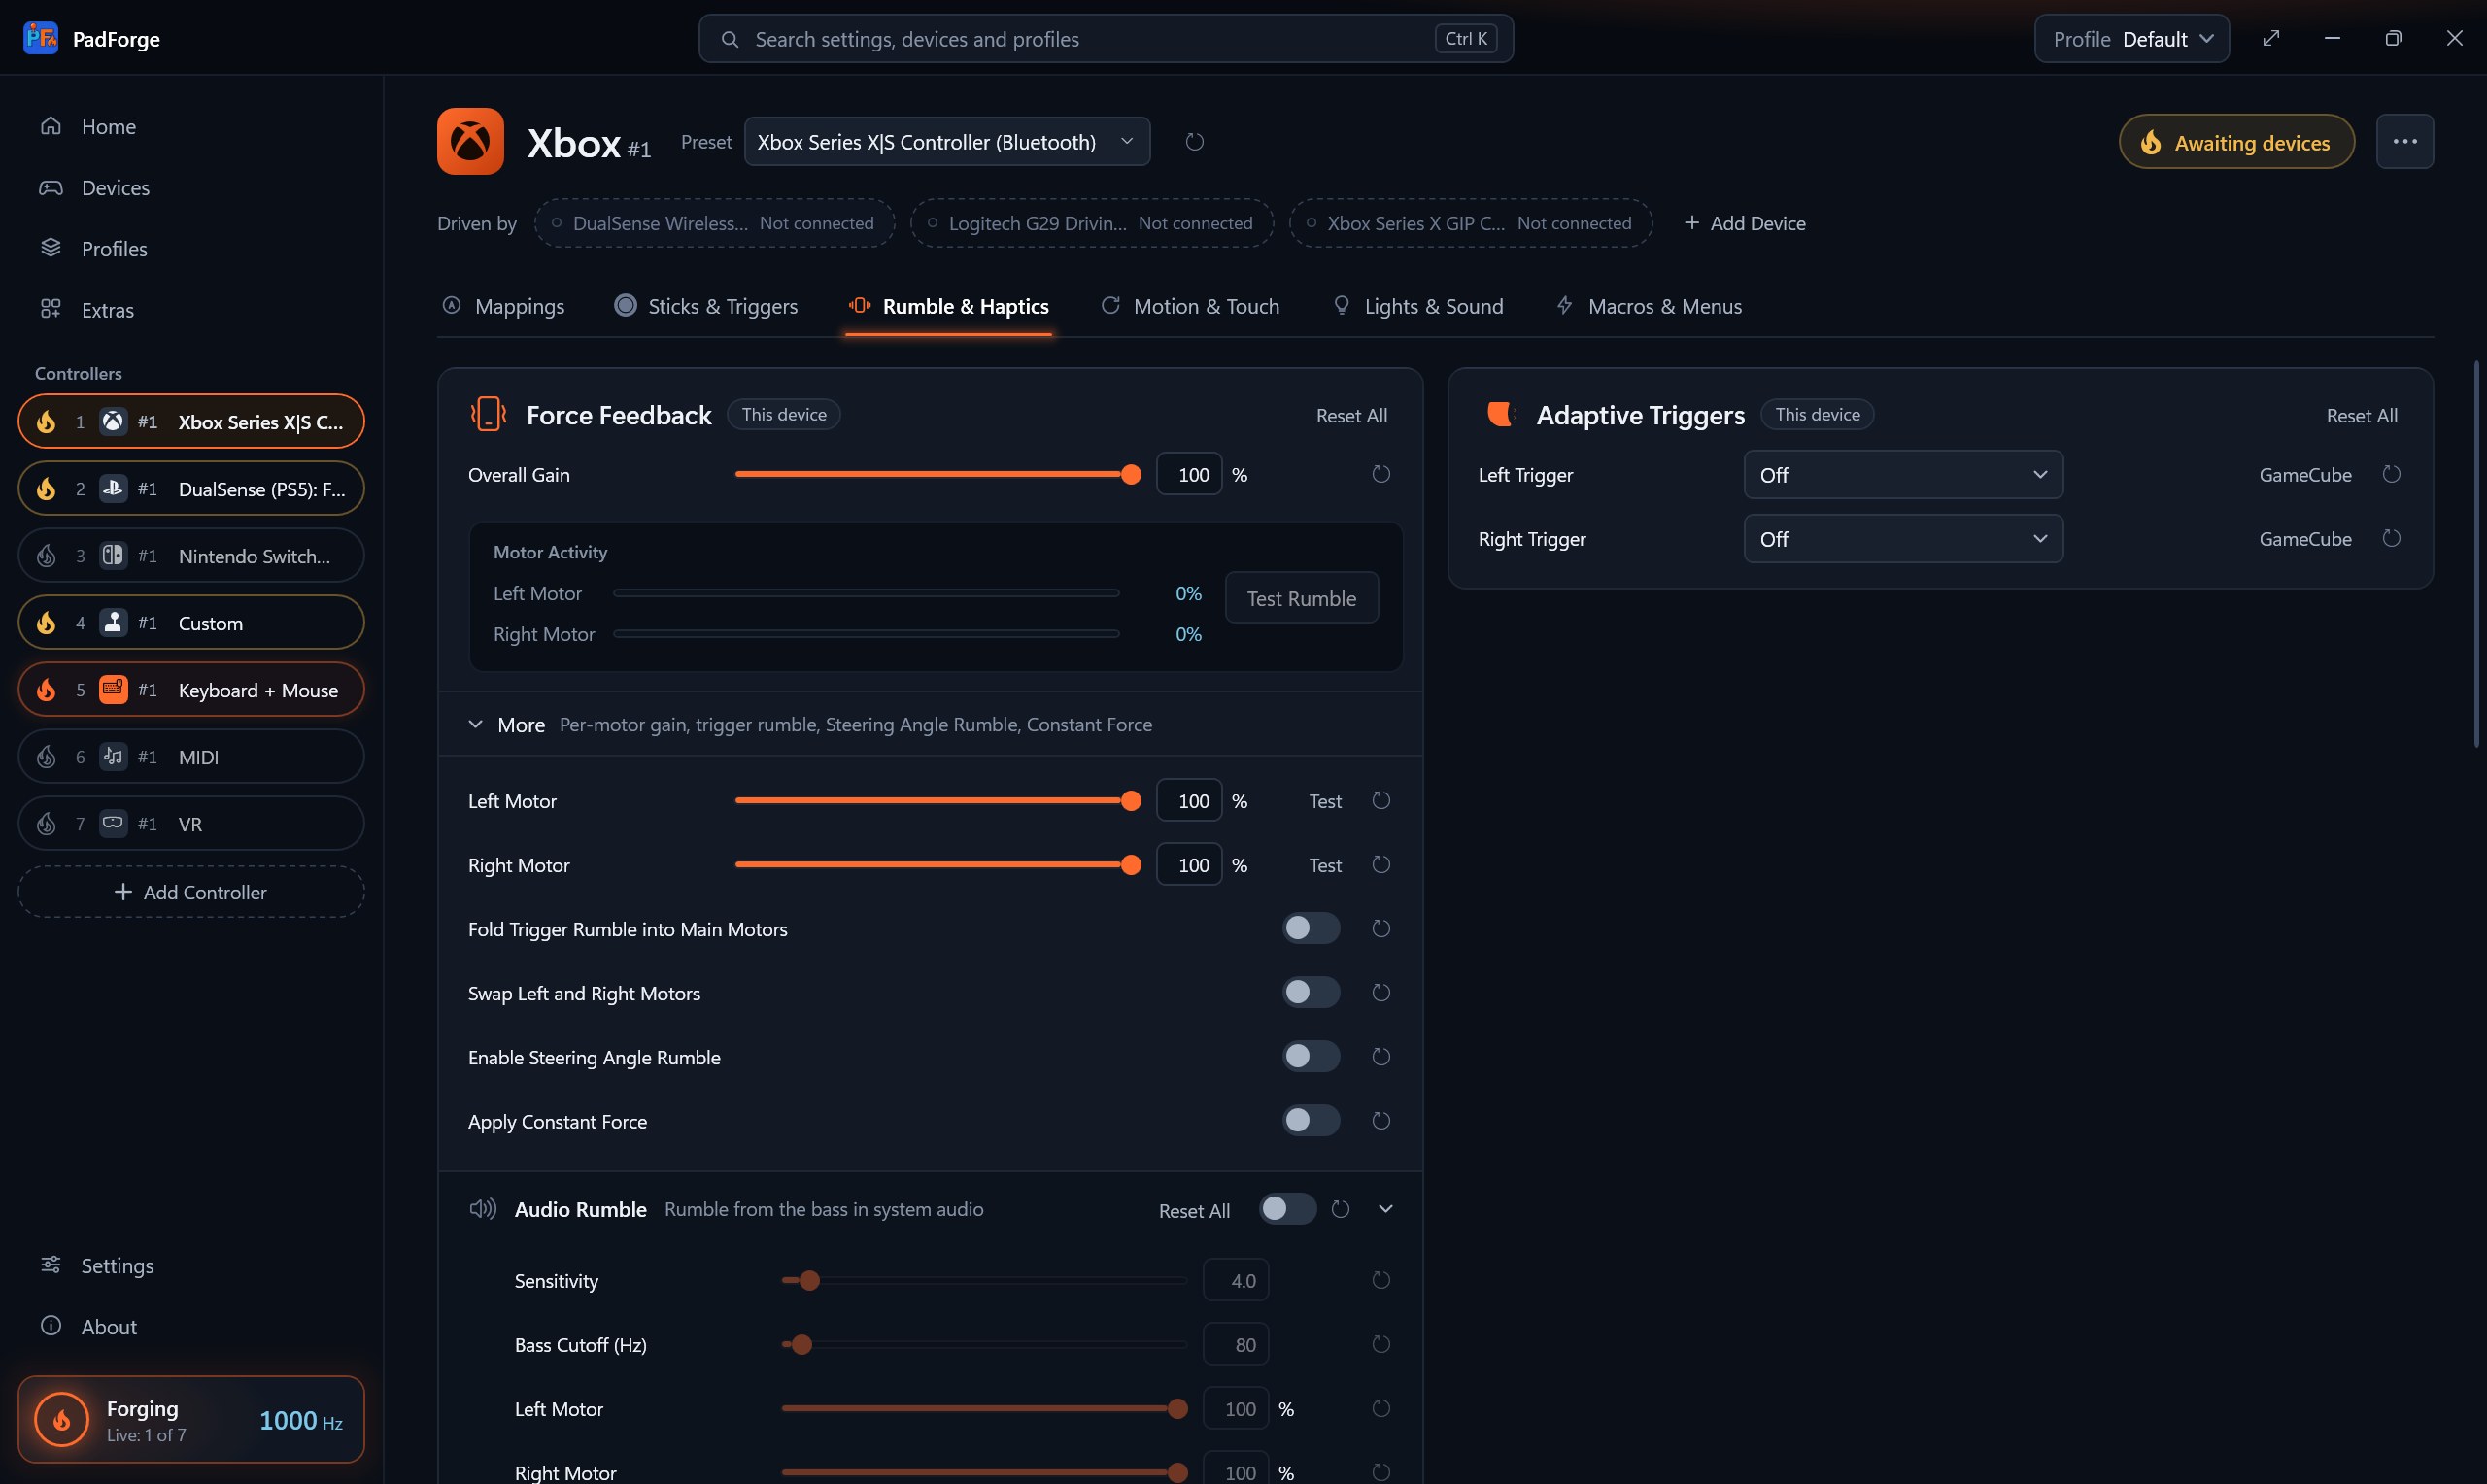 PadForge
Search settings, devices and profiles
Ctrl K
Profile Default
Home
Devices
Profiles
Extras
Controllers
1 #1 Xbox Series X|S C...
2 #1 DualSense (PS5): F...
3 #1 Nintendo Switch...
4 #1 Custom
5 #1 Keyboard + Mouse
6 #1 MIDI
7 #1 VR
+ Add Controller
Settings
About
Forging
Live: 1 of 7
1000 Hz
Xbox #1
Preset Xbox Series X|S Controller (Bluetooth)
Awaiting devices
Driven by DualSense Wireless... Not connected Logitech G29 Drivin... Not connected Xbox Series X GIP C... Not connected + Add Device
Mappings Sticks & Triggers Rumble & Haptics Motion & Touch Lights & Sound Macros & Menus
Force Feedback This device Reset All
Overall Gain 100 %
Motor Activity
Left Motor 0%
Right Motor 0%
Test Rumble
More Per-motor gain, trigger rumble, Steering Angle Rumble, Constant Force
Left Motor 100 % Test
Right Motor 100 % Test
Fold Trigger Rumble into Main Motors
Swap Left and Right Motors
Enable Steering Angle Rumble
Apply Constant Force
Audio Rumble Rumble from the bass in system audio Reset All
Sensitivity 4.0
Bass Cutoff (Hz) 80
Left Motor 100 %
Right Motor 100 %
Adaptive Triggers This device Reset All
Left Trigger Off GameCube
Right Trigger Off GameCube